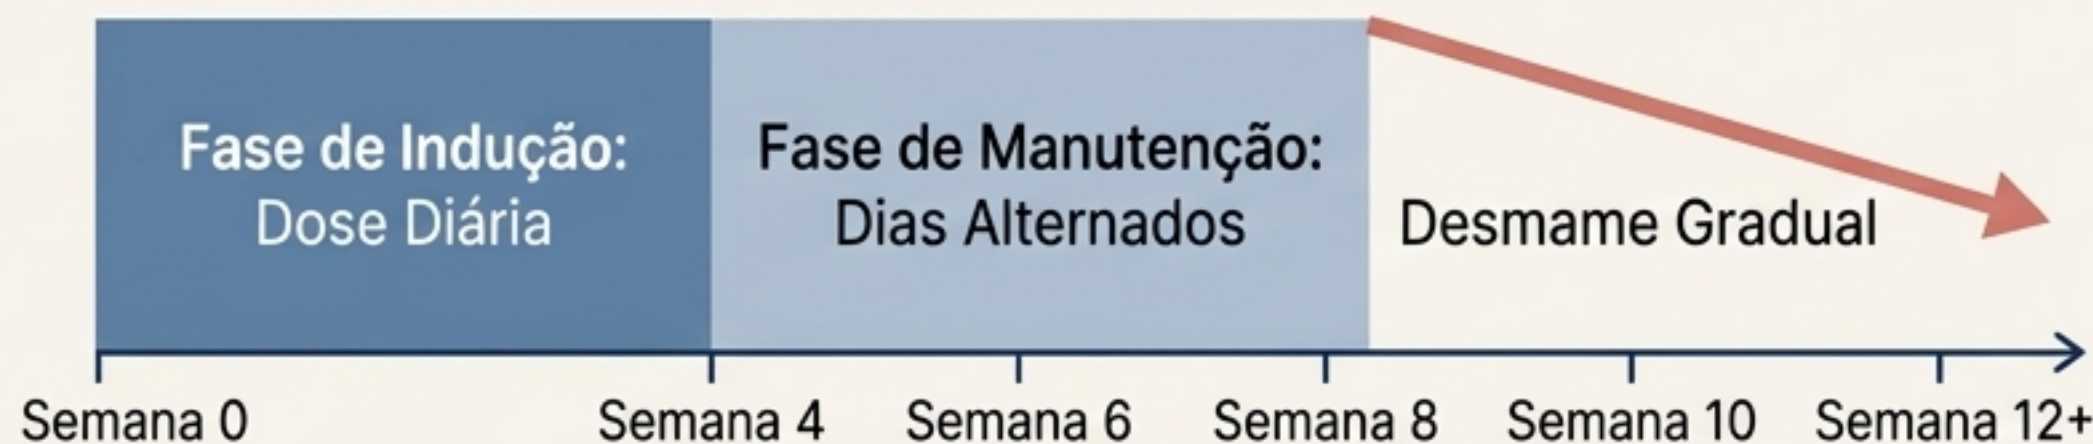 Fase de Indução:
Dose Diária
Fase de Manutenção:
Dias Alternados
Desmame Gradual
Semana 0
Semana 4
Semana 6
Semana 8
Semana 10
Semana 12+